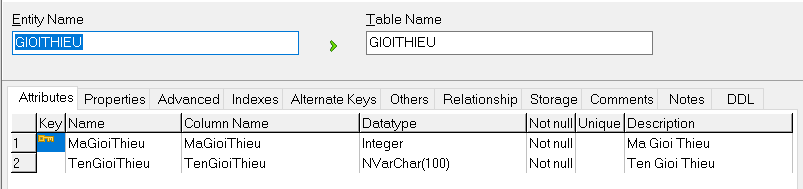 Entity Name Table Name
GIOITHIEU GIOITHIEU
Attributes Properties Advanced Indexes Alternate Keys Others Relationship Storage Comments Notes DDL
Key Name Column Name Datatype Not null Unique Description
1 MaGioiThieu MaGioiThieu Integer Not null Ma Gioi Thieu
2 TenGioiThieu TenGioiThieu NVarChar(100) Not null Ten Gioi Thieu